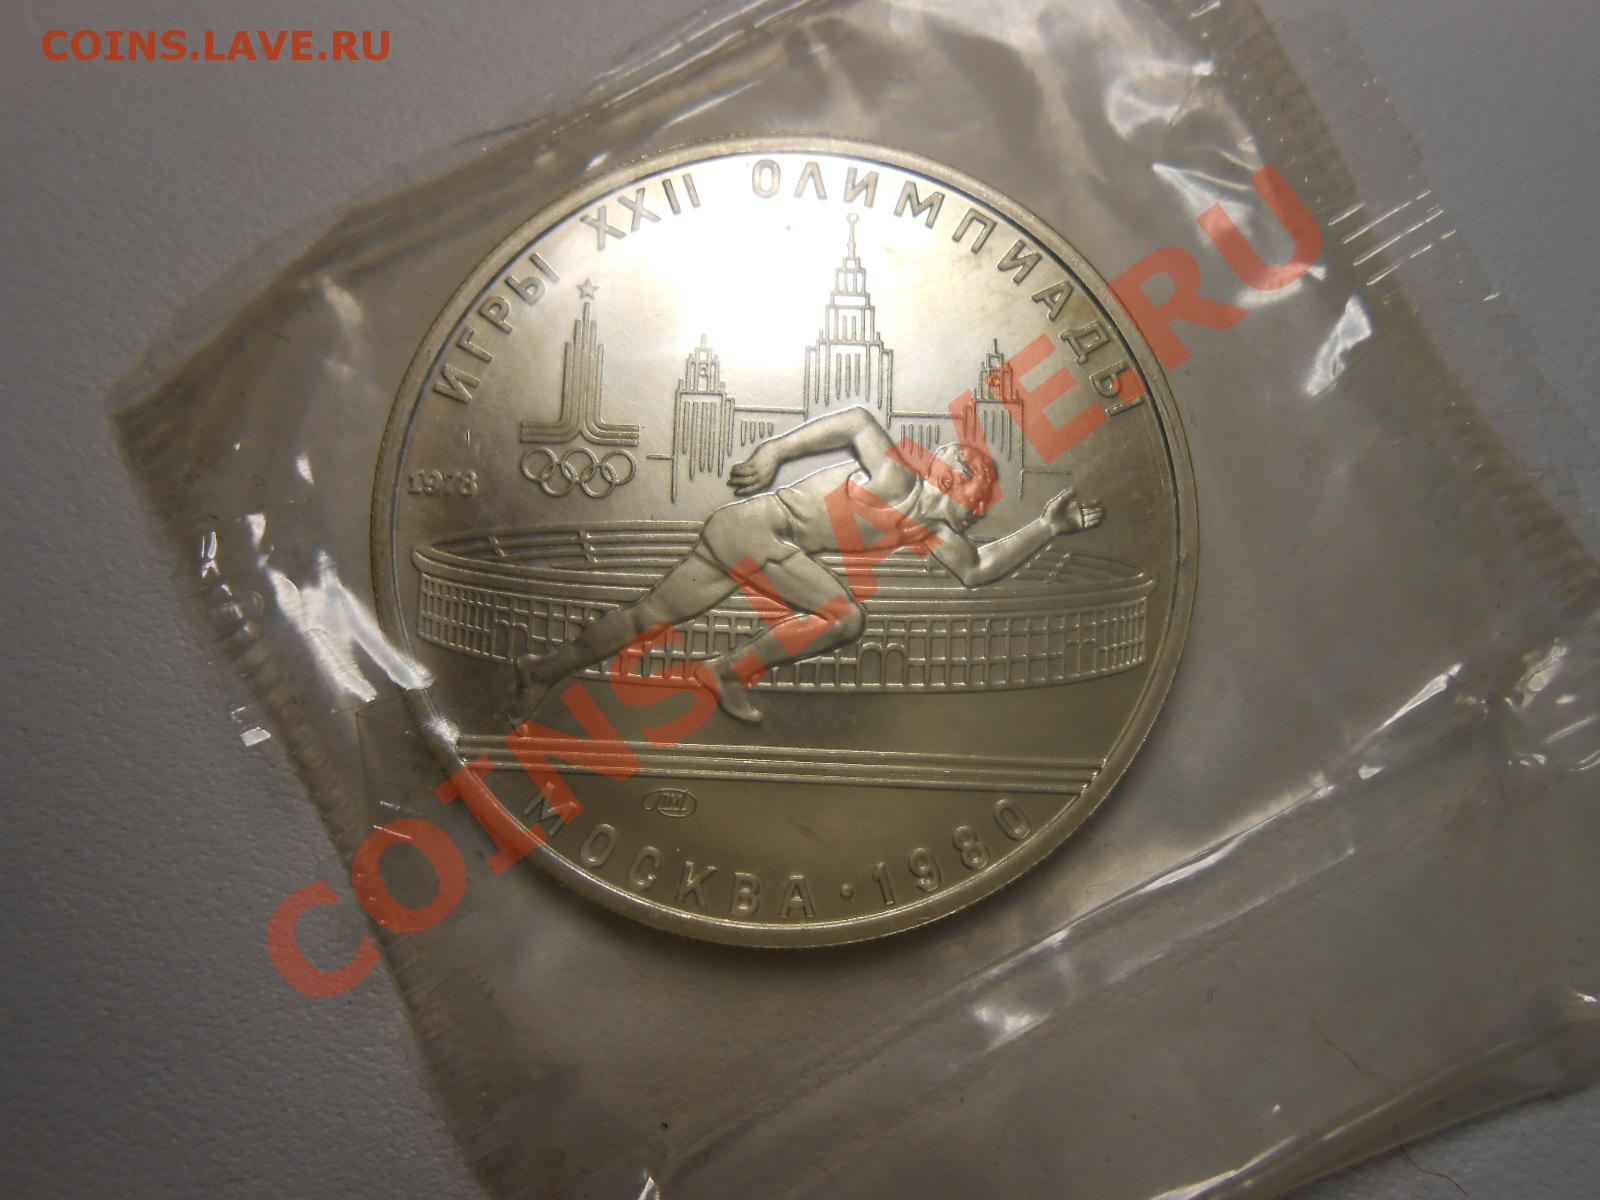 COINS.LAVE.RU
ИГРЫ XXII ОЛИМПИАДЫ
1978
ЛМД
МОСКВА · 1980
COINS.LAVE.RU